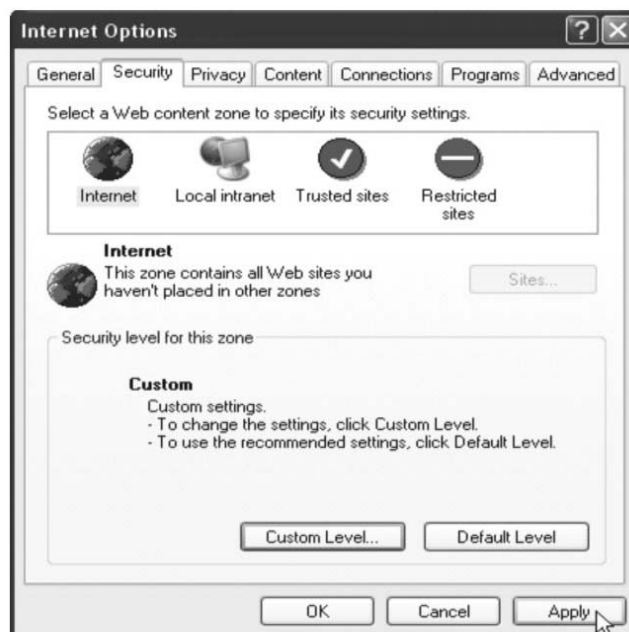 Internet Options
General Security Privacy Content Connections Programs Advanced
Select a Web content zone to specify its security settings.
Internet Local intranet Trusted sites Restricted
sites
Internet
This zone contains all Web sites you
haven't placed in other zones
Sites...
Security level for this zone
Custom
Custom settings.
- To change the settings, click Custom Level.
- To use the recommended settings, click Default Level.
Custom Level... Default Level
OK Cancel Apply